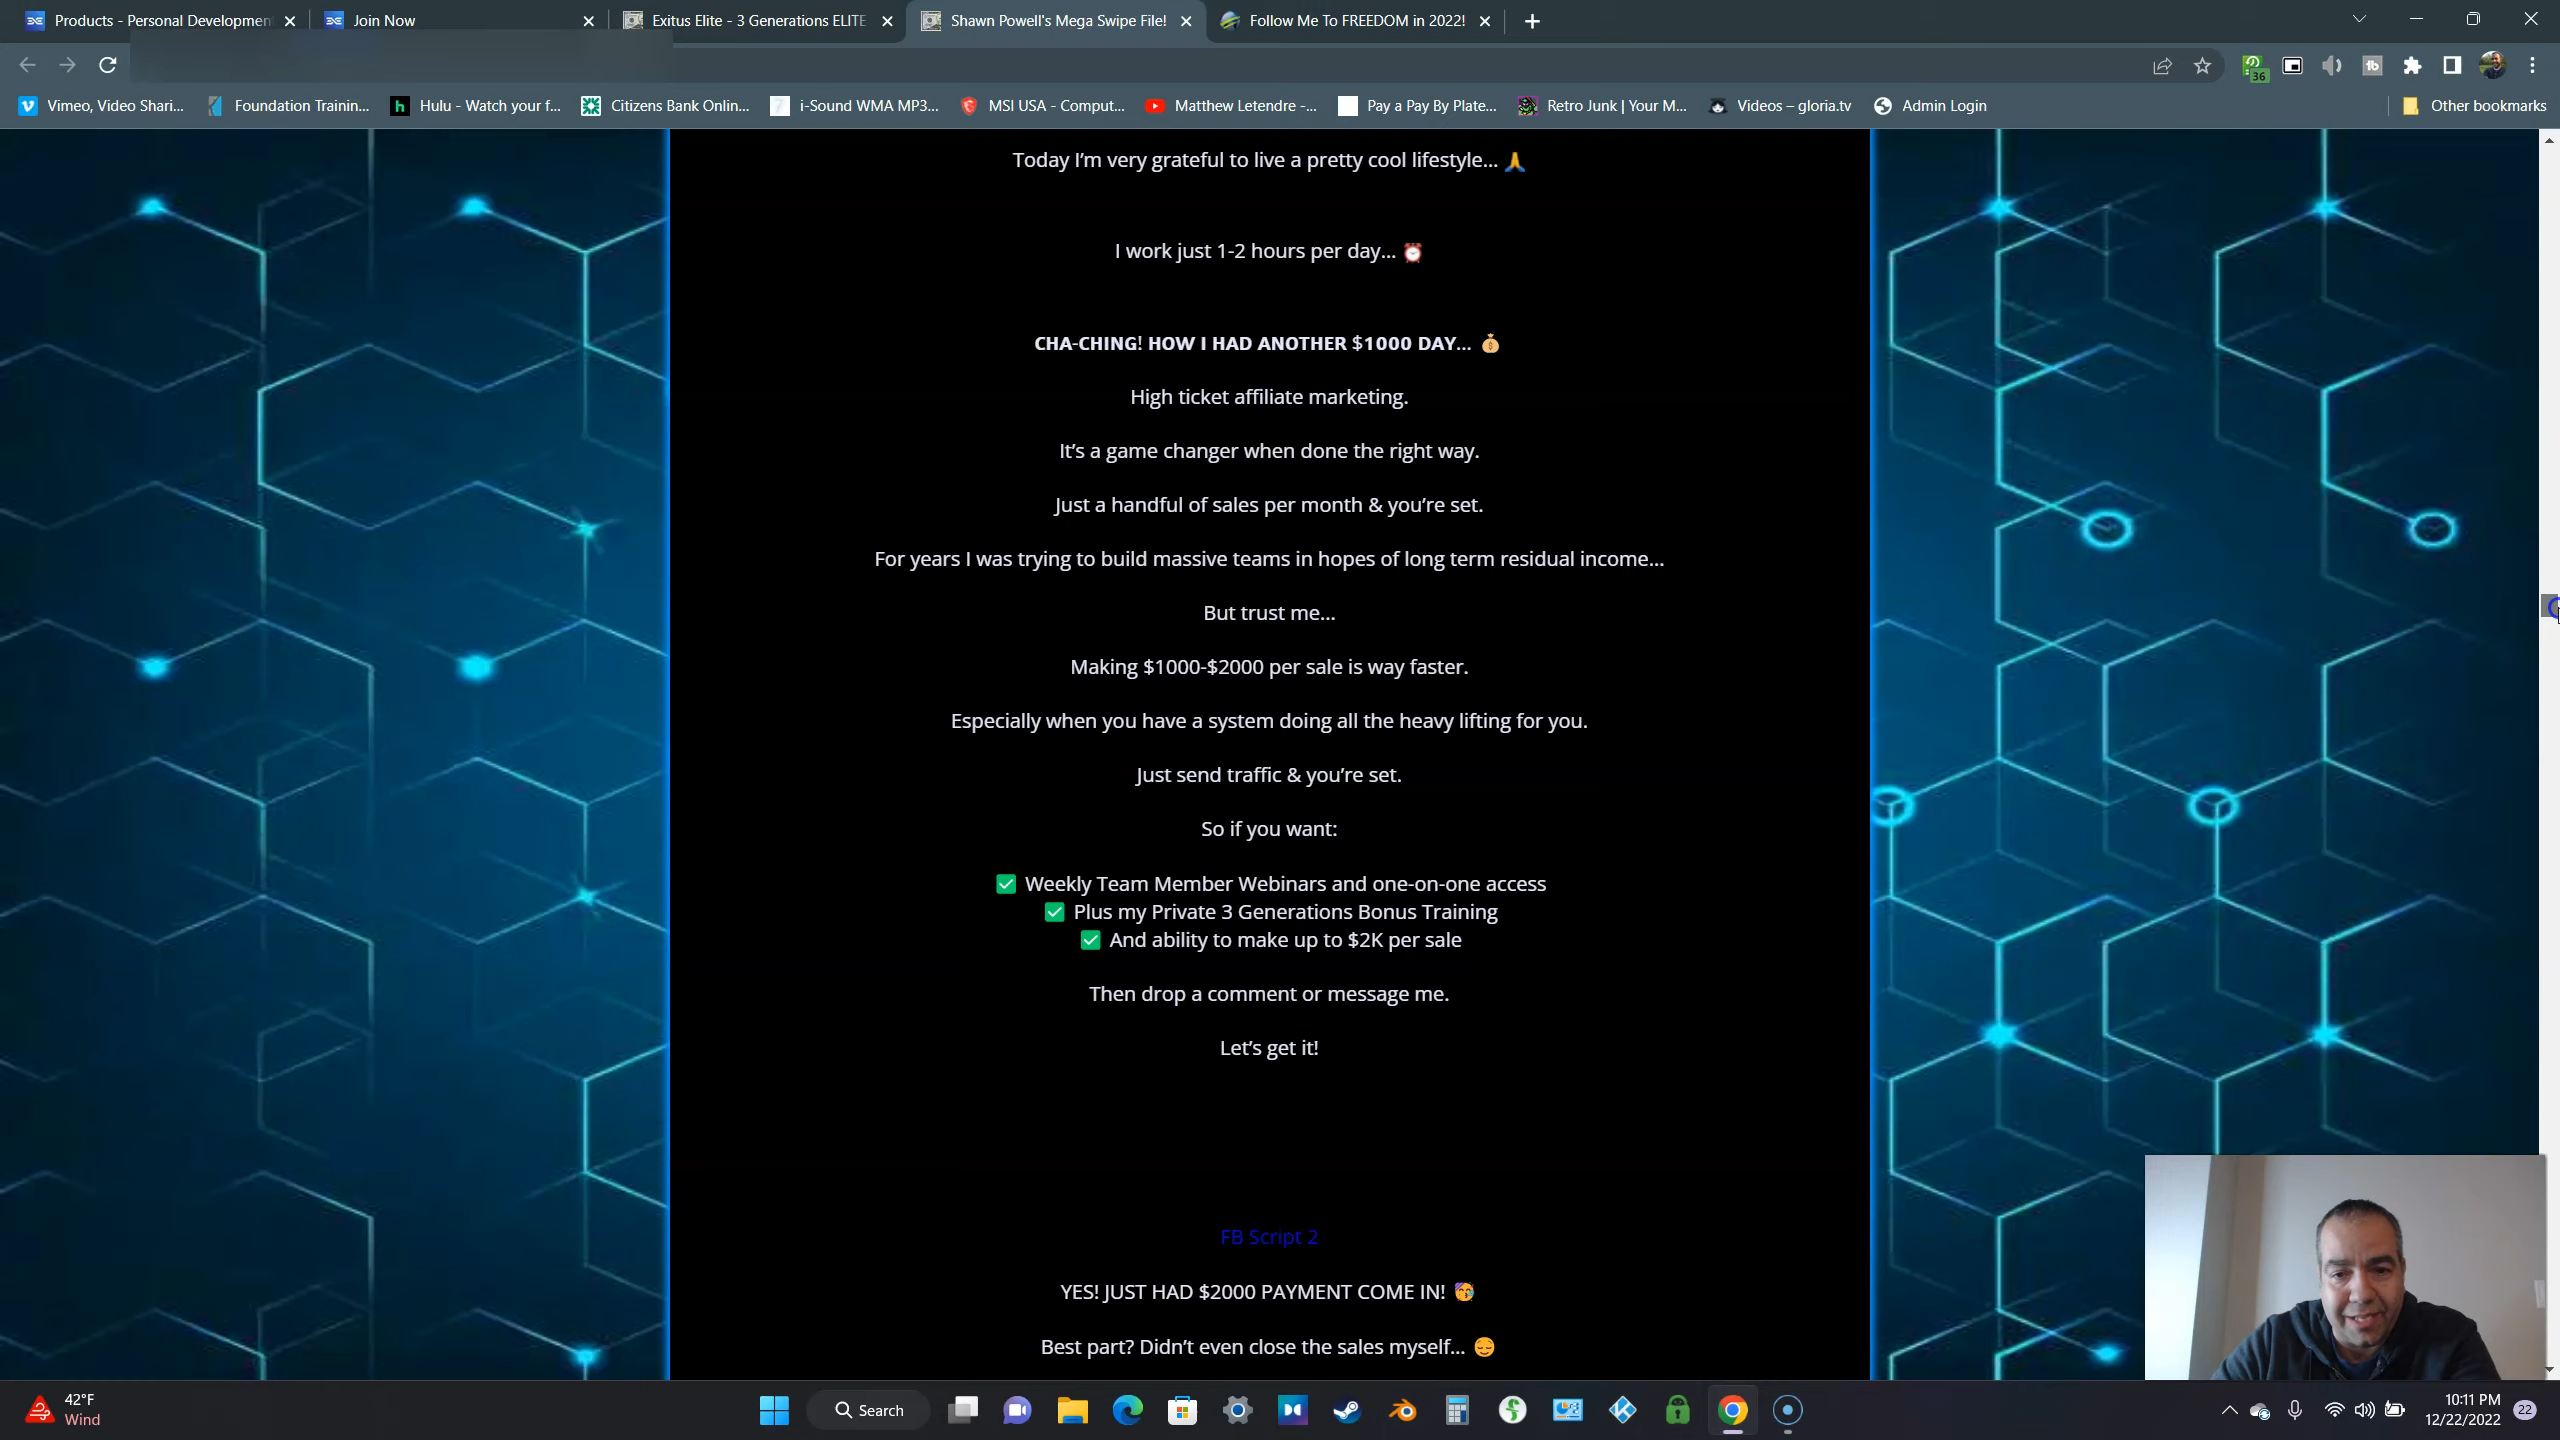 Products - Personal Development
Join Now
Exitus Elite - 3 Generations ELITE
Shawn Powell's Mega Swipe File!
Follow Me To FREEDOM in 2022!
36
Vimeo, Video Shari...
Foundation Trainin...
Hulu - Watch your f...
Citizens Bank Onlin...
i-Sound WMA MP3...
MSI USA - Comput...
Matthew Letendre -...
Pay a Pay By Plate...
Retro Junk | Your M...
Videos – gloria.tv
Admin Login
Other bookmarks
Today I’m very grateful to live a pretty cool lifestyle... 🙏
I work just 1-2 hours per day... ⏰
CHA-CHING! HOW I HAD ANOTHER $1000 DAY... 💰
High ticket affiliate marketing.
It’s a game changer when done the right way.
Just a handful of sales per month & you’re set.
For years I was trying to build massive teams in hopes of long term residual income...
But trust me...
Making $1000-$2000 per sale is way faster.
Especially when you have a system doing all the heavy lifting for you.
Just send traffic & you’re set.
So if you want:
✅ Weekly Team Member Webinars and one-on-one access
✅ Plus my Private 3 Generations Bonus Training
✅ And ability to make up to $2K per sale
Then drop a comment or message me.
Let’s get it!
FB Script 2
YES! JUST HAD $2000 PAYMENT COME IN! 🥳
Best part? Didn’t even close the sales myself... 😌
42°F
Wind
Search
10:11 PM
12/22/2022
22